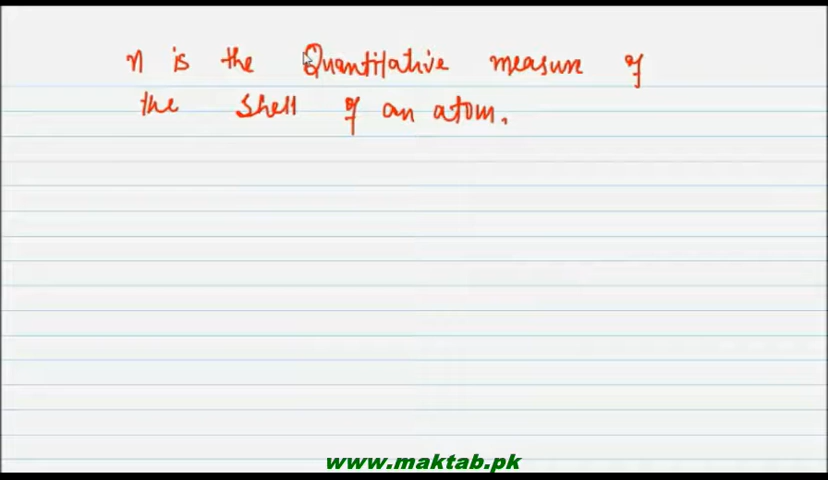 n is the Quantitative measure of
the shell of an atom.
www.maktab.pk